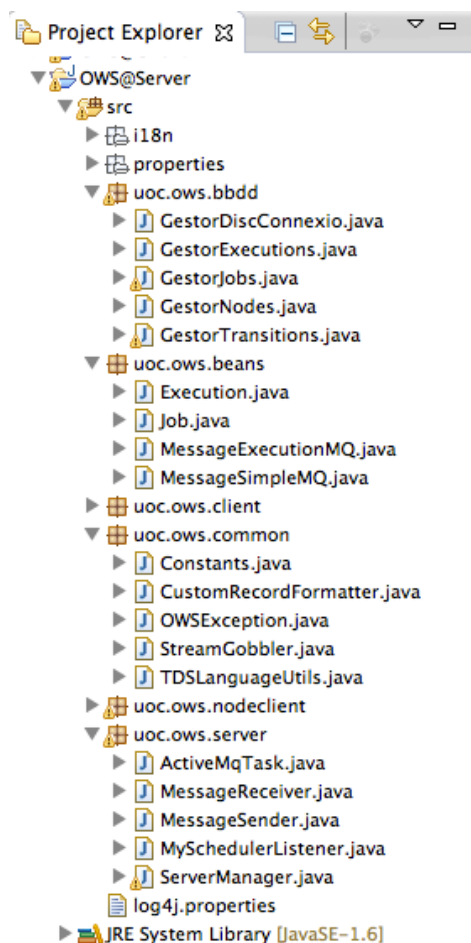 Project Explorer
OWS@Server
src
i18n
properties
uoc.ows.bbdd
GestorDiscConnexio.java
GestorExecutions.java
GestorJobs.java
GestorNodes.java
GestorTransitions.java
uoc.ows.beans
Execution.java
Job.java
MessageExecutionMQ.java
MessageSimpleMQ.java
uoc.ows.client
uoc.ows.common
Constants.java
CustomRecordFormatter.java
OWSException.java
StreamGobbler.java
TDSLanguageUtils.java
uoc.ows.nodeclient
uoc.ows.server
ActiveMqTask.java
MessageReceiver.java
MessageSender.java
MySchedulerListener.java
ServerManager.java
log4j.properties
JRE System Library [JavaSE-1.6]